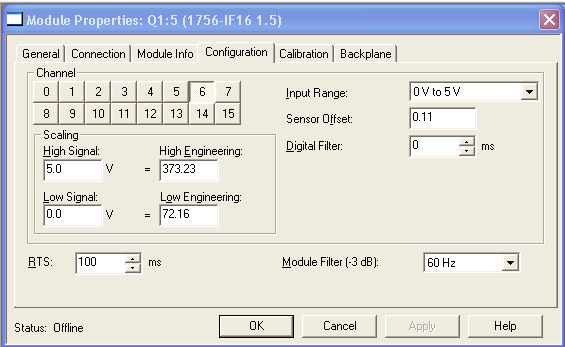 Module Properties: Q1:5 (1756-IF16 1.5)
General Connection Module Info Configuration Calibration Backplane
Channel
0 1 2 3 4 5 6 7
8 9 10 11 12 13 14 15
Input Range: 0 V to 5 V
Sensor Offset: 0.11
Digital Filter: 0 ms
Scaling
High Signal: High Engineering:
5.0 V = 373.23
Low Signal: Low Engineering:
0.0 V = 72.16
RTS: 100 ms Module Filter (-3 dB): 60 Hz
Status: Offline OK Cancel Apply Help